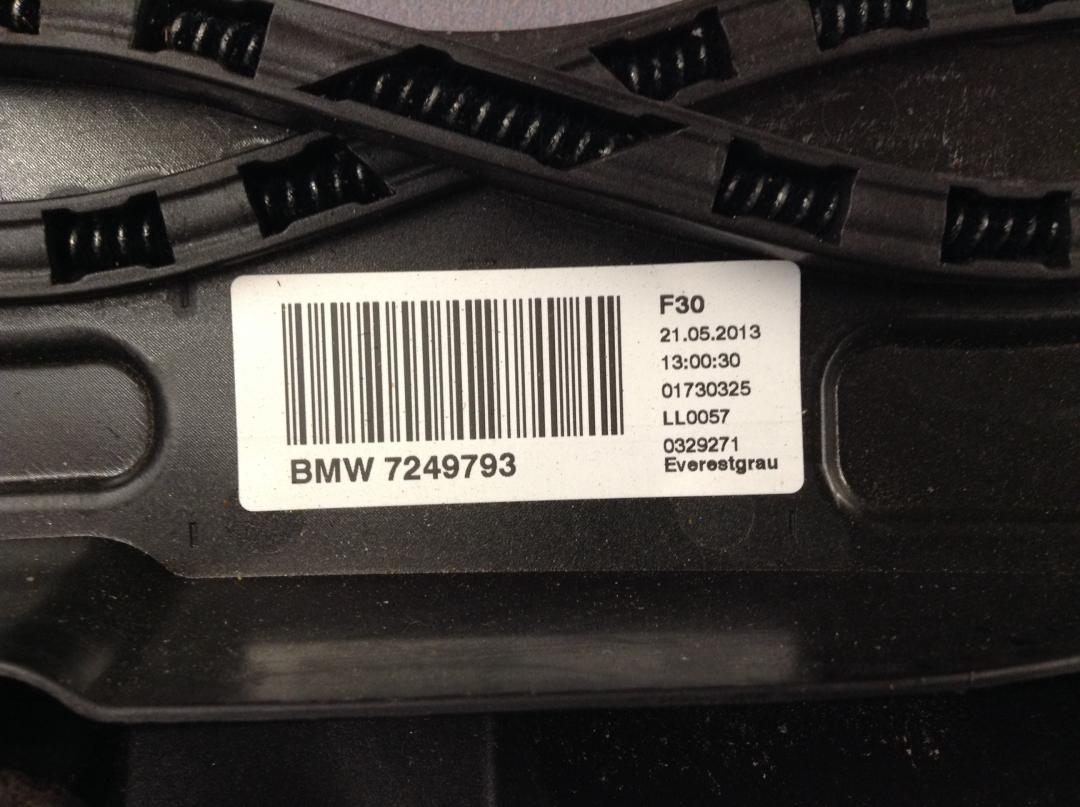 BMW 7249793
F30
21.05.2013
13:00:30
01730325
LL0057
0329271
Everestgrau